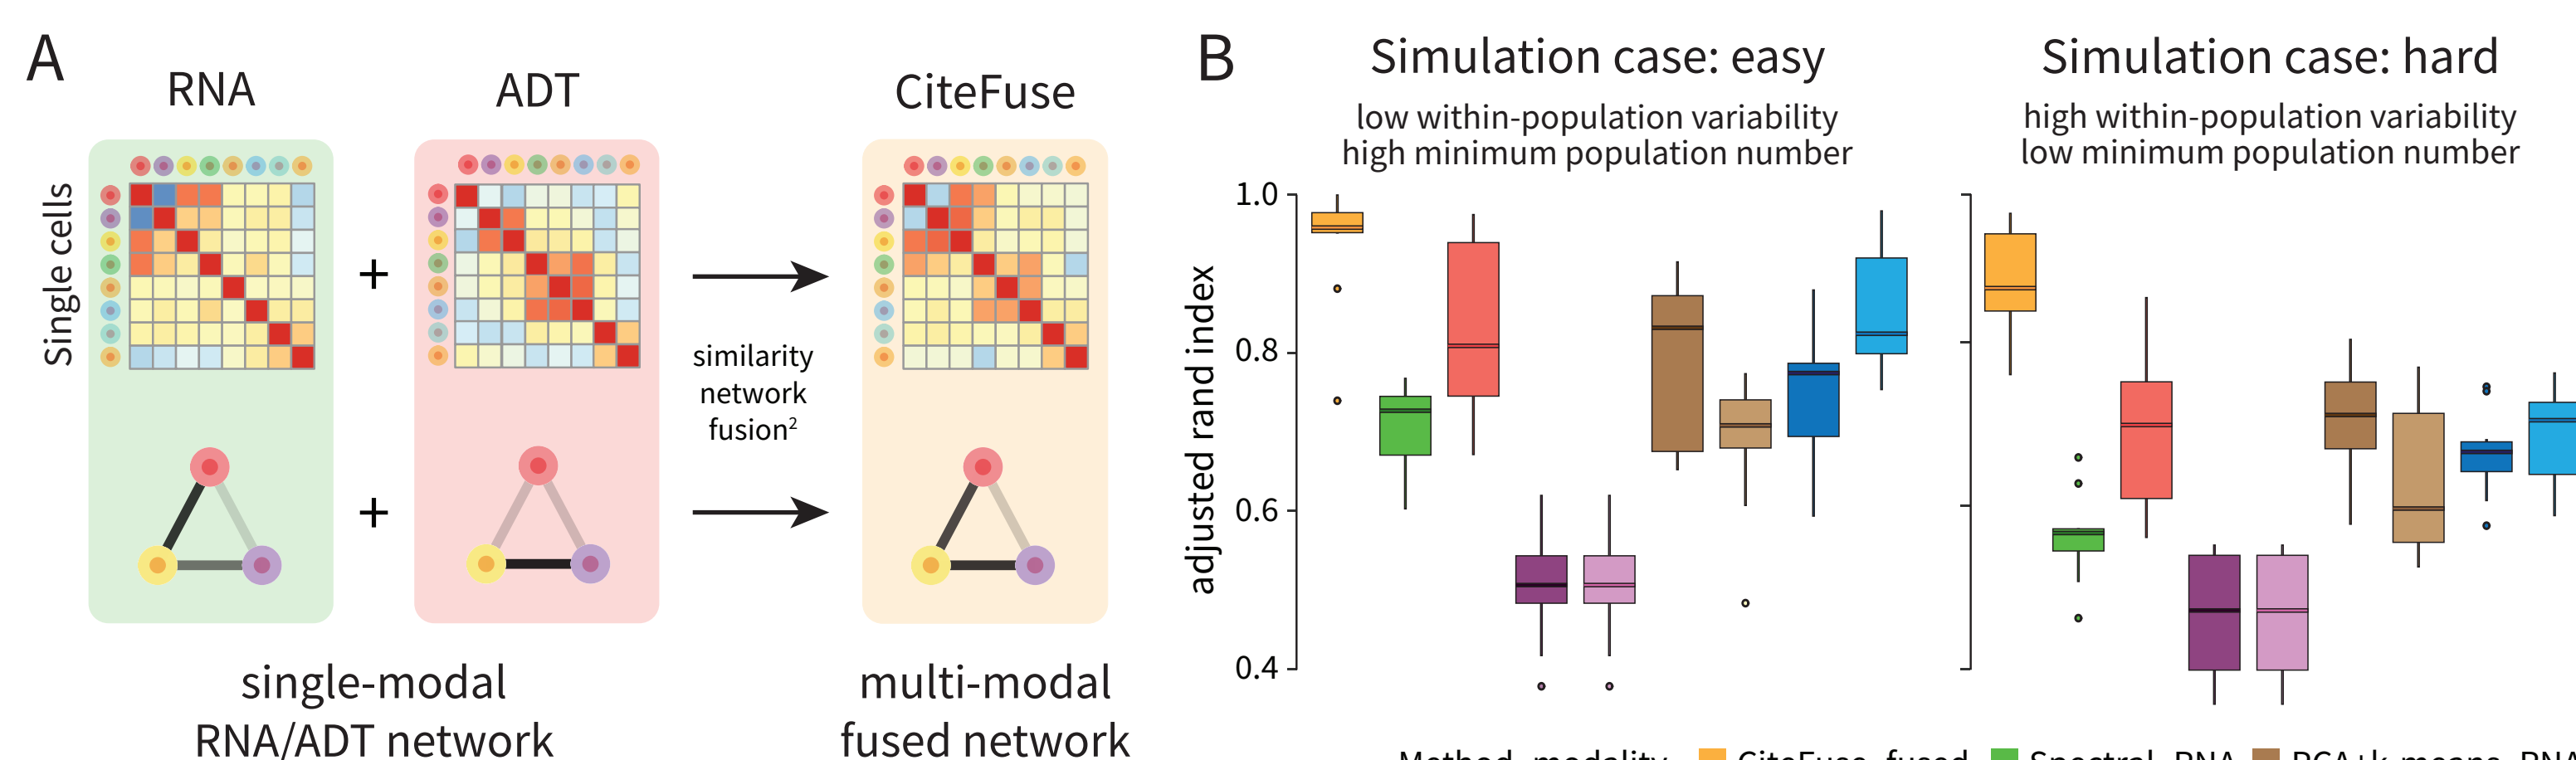 A
RNA
ADT
CiteFuse
Single cells
+
similarity
network
fusion2
+
single-modal
RNA/ADT network
multi-modal
fused network
B
Simulation case: easy
low within-population variability
high minimum population number
Simulation case: hard
high within-population variability
low minimum population number
adjusted rand index
1.0
0.8
0.6
0.4